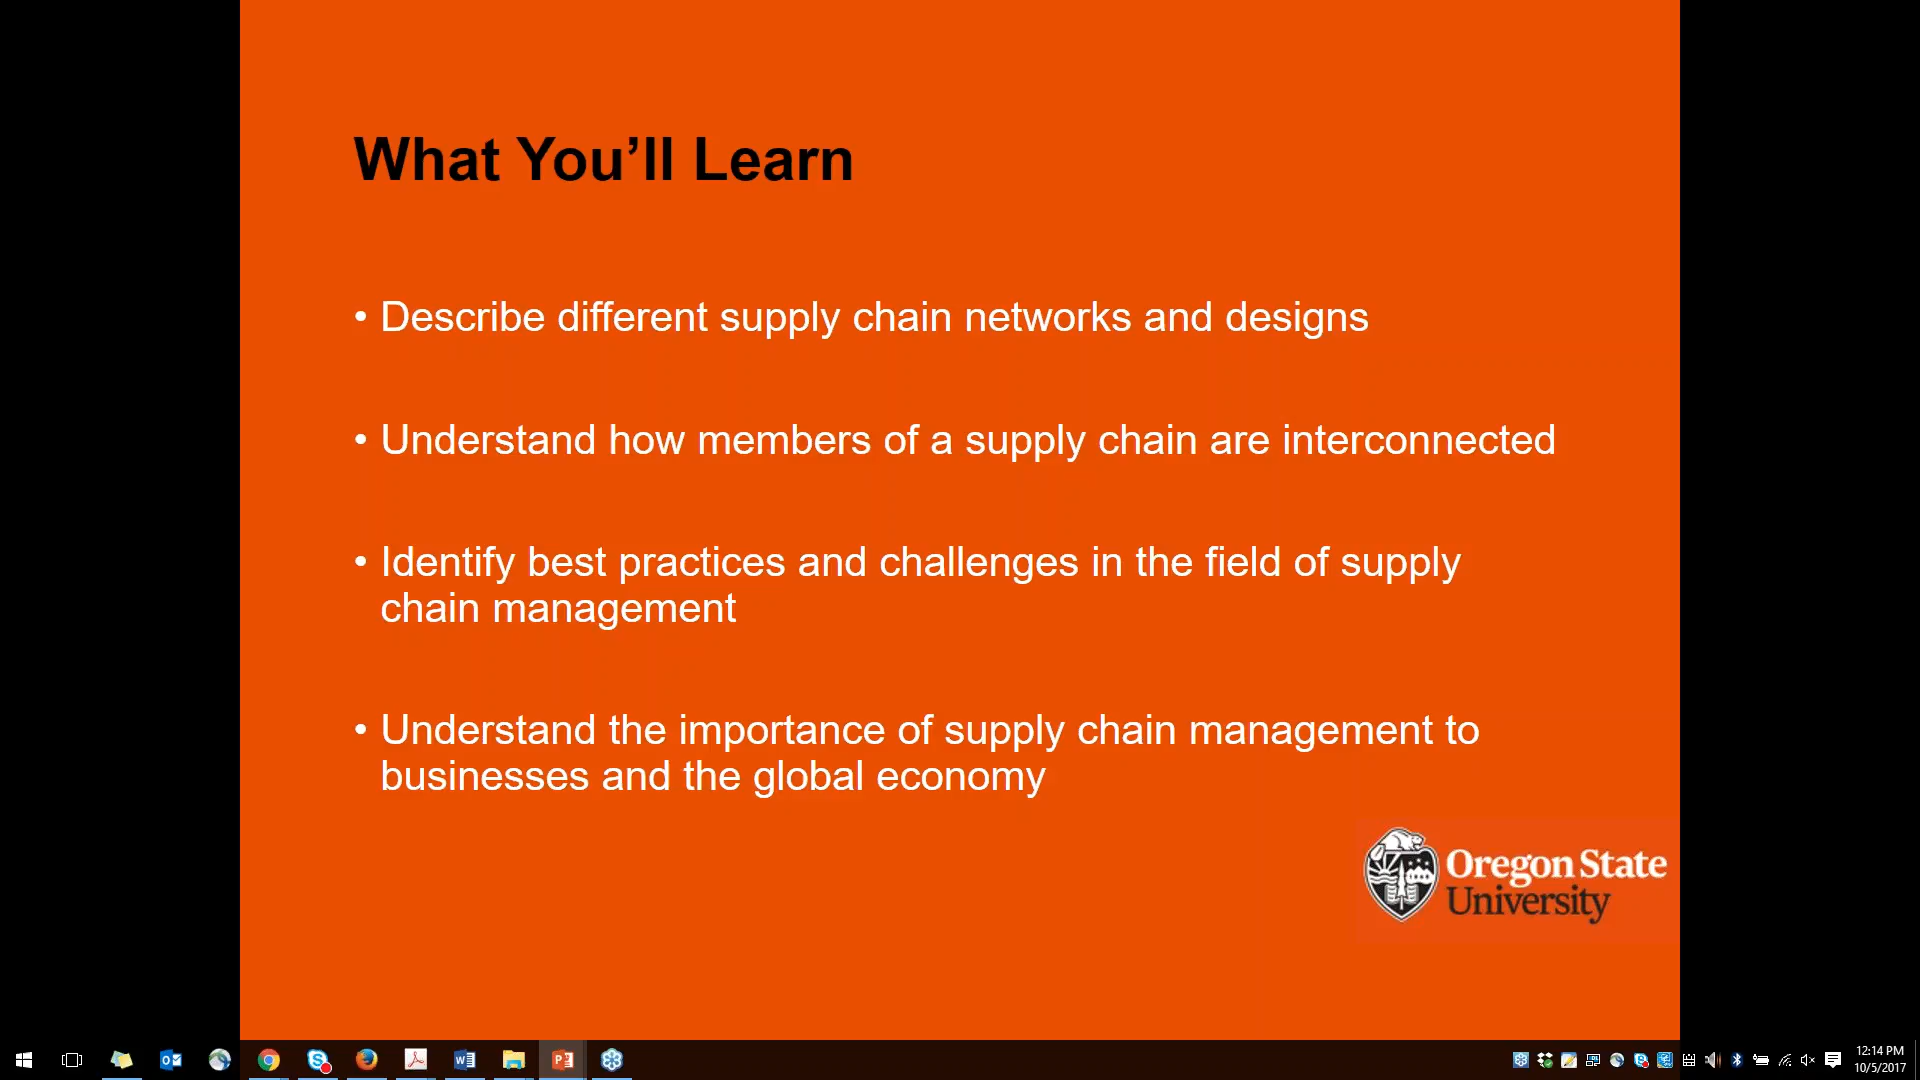 What You’ll Learn
• Describe different supply chain networks and designs
• Understand how members of a supply chain are interconnected
• Identify best practices and challenges in the field of supply
chain management
• Understand the importance of supply chain management to
businesses and the global economy
Oregon State
University
12:14 PM
10/5/2017